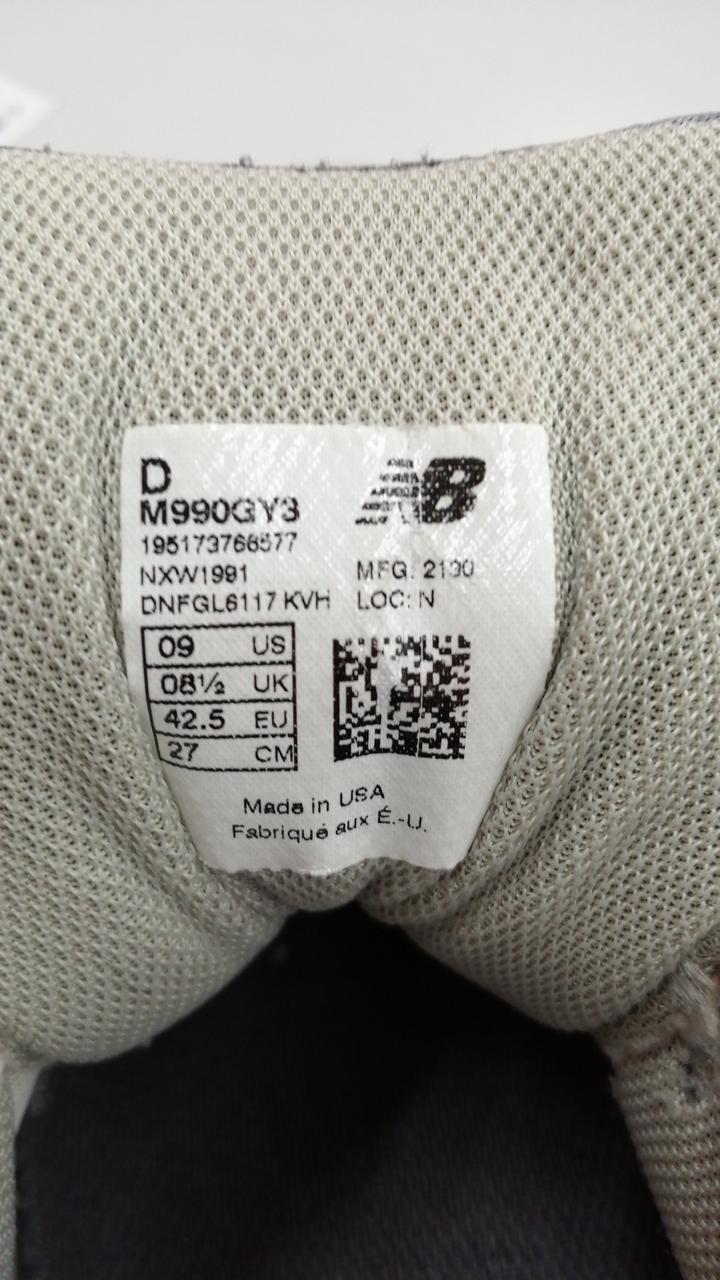 D
M990GY3
195173766577
NXW1991
MFG: 2130
DNFGL6117 KVH
LOC: N
09 US
08½ UK
42.5 EU
27 CM
Made in USA
Fabriqué aux É.-U.